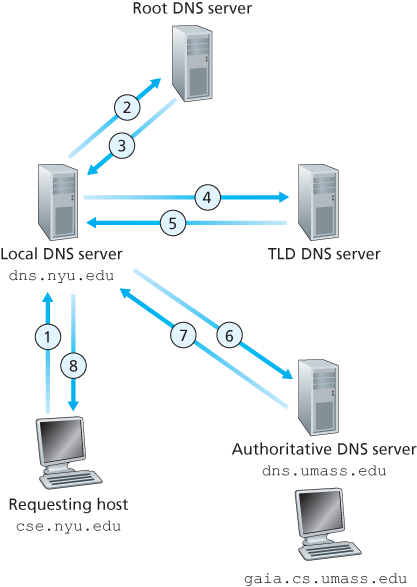 Root DNS server
2
3
4
5
Local DNS server
dns.nyu.edu
TLD DNS server
1
8
7
6
Authoritative DNS server
dns.umass.edu
Requesting host
cse.nyu.edu
gaia.cs.umass.edu